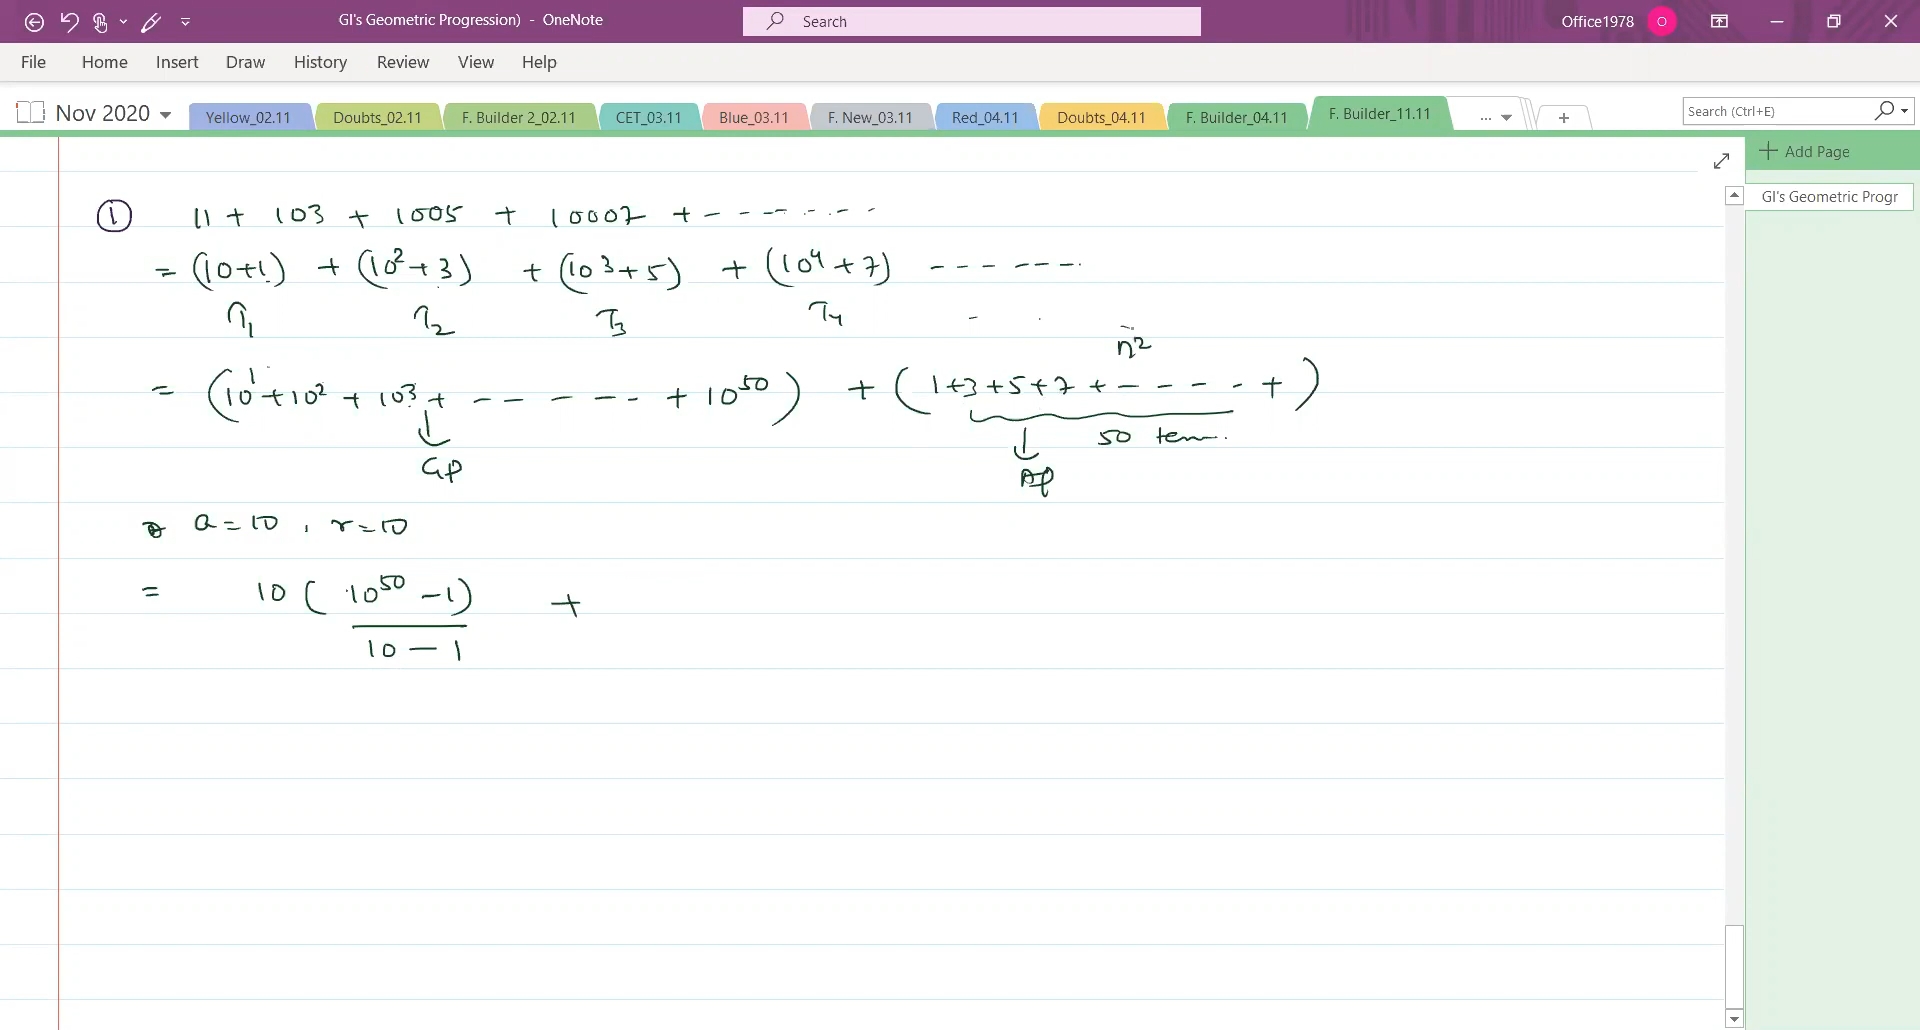 GI's Geometric Progression) - OneNote
Search
Office1978 O
File Home Insert Draw History Review View Help
Nov 2020
Yellow_02.11 Doubts_02.11 F. Builder 2_02.11 CET_03.11 Blue_03.11 F. New_03.11 Red_04.11 Doubts_04.11 F. Builder_04.11 F. Builder_11.11 ... +
Search (Ctrl+E)
+ Add Page
GI's Geometric Progr
① 11 + 103 + 1005 + 10007 + --------
= (10+1) + (10² + 3) + (10³ + 5) + (10⁴ + 7) -------
T₁ T₂ T₃ T₄
n²
= (10¹ + 10² + 10³ + ------ + 10⁵⁰) + (1+3+5+7+ ----- + )
50 term.
GP AP
a = 10 , r = 10
= 10 ( 10⁵⁰ - 1) +
10 - 1